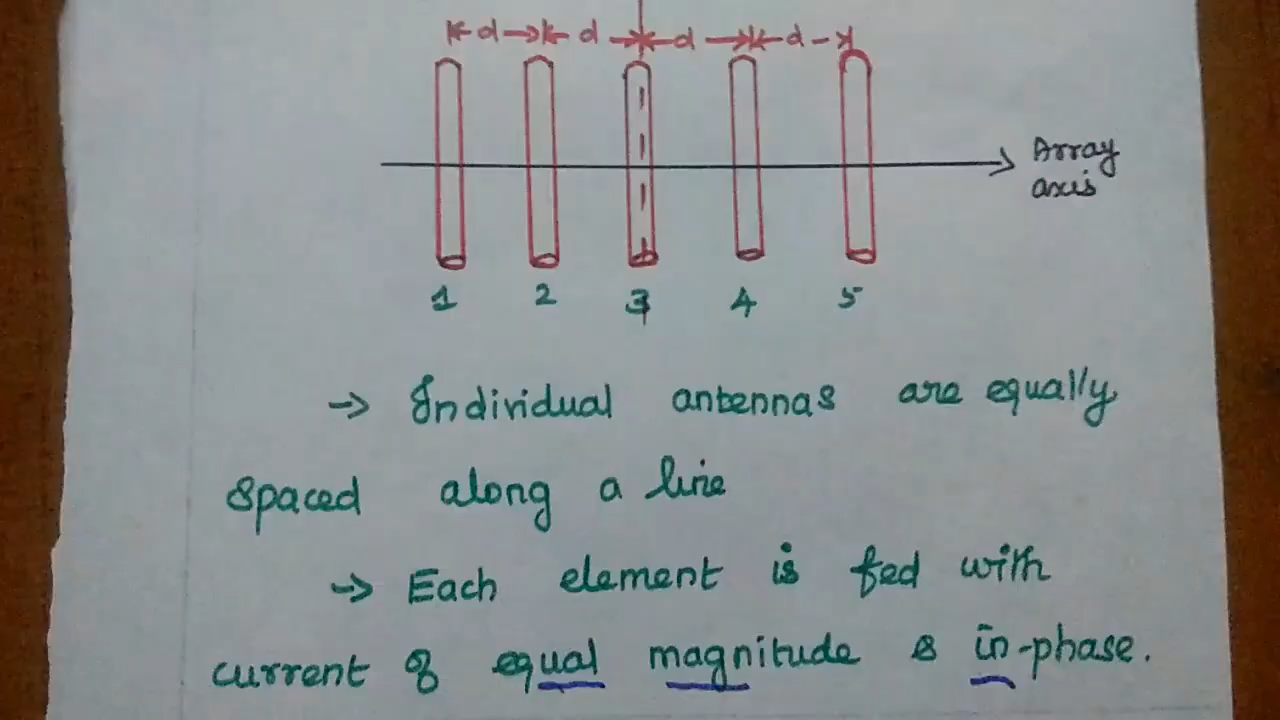 d d d d
Array
axis
1 2 3 4 5
→ Individual antennas are equally
spaced along a line
→ Each element is fed with
current of equal magnitude & in-phase.